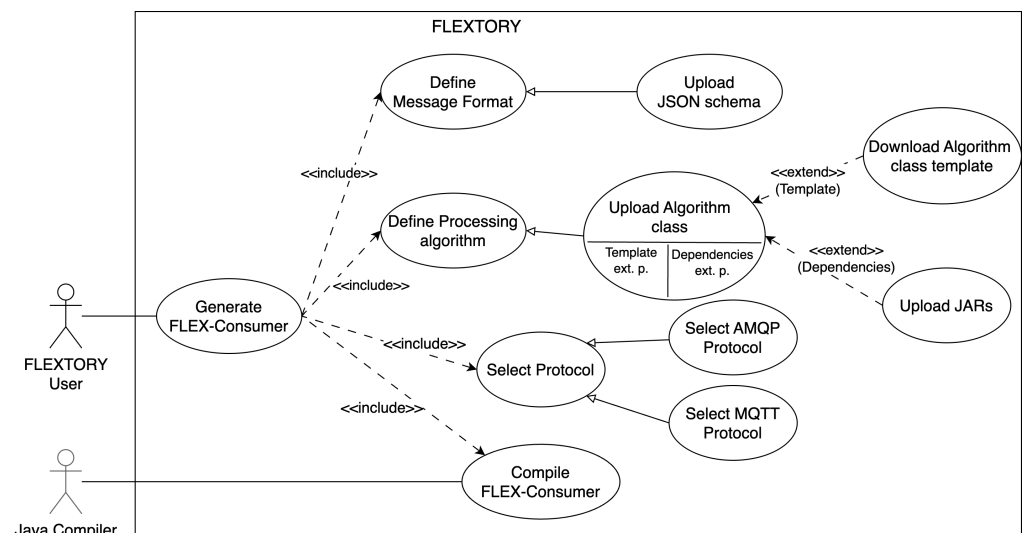 FLEXTORY
Define
Message Format
Upload
JSON schema
Download Algorithm
class template
<<include>>
<<extend>>
(Template)
Define Processing
algorithm
Upload Algorithm
class
Template
ext. p.
Dependencies
ext. p.
<<extend>>
(Dependencies)
<<include>>
Generate
FLEX-Consumer
Upload JARs
Select AMQP
Protocol
<<include>>
Select Protocol
FLEXTORY
User
<<include>>
Select MQTT
Protocol
Compile
FLEX-Consumer
Java Compiler